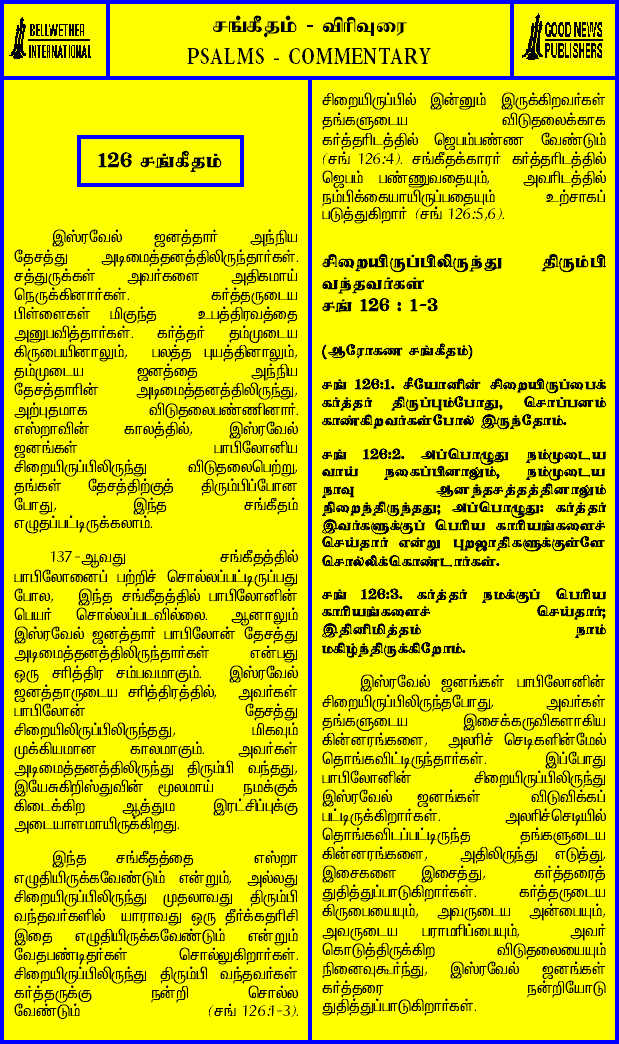 BELLWETHER
INTERNATIONAL
சங்கீதம் - விரிவுரை
PSALMS - COMMENTARY
GOOD NEWS
PUBLISHERS
126 சங்கீதம்
இஸ்ரவேல் ஜனத்தார் அந்நிய
தேசத்து அடிமைத்தனத்திலிருந்தார்கள்.
சத்துருக்கள் அவர்களை அதிகமாய்
நெருக்கினார்கள். கர்த்தருடைய
பிள்ளைகள் மிகுந்த உபத்திரவத்தை
அனுபவித்தார்கள். கர்த்தர் தம்முடைய
கிருபையினாலும், பலத்த புயத்தினாலும்,
தம்முடைய ஜனத்தை அந்நிய
தேசத்தாரின் அடிமைத்தனத்திலிருந்து,
அற்புதமாக விடுதலைபண்ணினார்.
எஸ்றாவின் காலத்தில், இஸ்ரவேல்
ஜனங்கள் பாபிலோனிய
சிறையிருப்பிலிருந்து விடுதலைபெற்று,
தங்கள் தேசத்திற்குத் திரும்பிப்போன
போது, இந்த சங்கீதம்
எழுதப்பட்டிருக்கலாம்.
137-ஆவது சங்கீதத்தில்
பாபிலோனைப் பற்றிச் சொல்லப்பட்டிருப்பது
போல, இந்த சங்கீதத்தில் பாபிலோனின்
பெயர் சொல்லப்படவில்லை. ஆனாலும்
இஸ்ரவேல் ஜனத்தார் பாபிலோன் தேசத்து
அடிமைத்தனத்திலிருந்தார்கள் என்பது
ஒரு சரித்திர சம்பவமாகும். இஸ்ரவேல்
ஜனத்தாருடைய சரித்திரத்தில், அவர்கள்
பாபிலோன் தேசத்து
சிறையிலிருப்பிலிருந்தது, மிகவும்
முக்கியமான காலமாகும். அவர்கள்
அடிமைத்தனத்திலிருந்து திரும்பி வந்தது,
இயேசுகிறிஸ்துவின் மூலமாய் நமக்குக்
கிடைக்கிற ஆத்தும இரட்சிப்புக்கு
அடையாளமாயிருக்கிறது.
இந்த சங்கீதத்தை எஸ்றா
எழுதியிருக்கவேண்டும் என்றும், அல்லது
சிறையிருப்பிலிருந்து முதலாவது திரும்பி
வந்தவர்களில் யாராவது ஒரு தீர்க்கதரிசி
இதை எழுதியிருக்கவேண்டும் என்றும்
வேதபண்டிதர்கள் சொல்லுகிறார்கள்.
சிறையிருப்பிலிருந்து திரும்பி வந்தவர்கள்
கர்த்தருக்கு நன்றி சொல்ல
வேண்டும் (சங் 126:1-3).
சிறையிருப்பில் இன்னும் இருக்கிறவர்கள்
தங்களுடைய விடுதலைக்காக
கர்த்தரிடத்தில் ஜெபம்பண்ண வேண்டும்
(சங் 126:4). சங்கீதக்காரர் கர்த்தரிடத்தில்
ஜெபம் பண்ணுவதையும், அவரிடத்தில்
நம்பிக்கையாயிருப்பதையும் உற்சாகப்
படுத்துகிறார் (சங் 126:5,6).
சிறையிருப்பிலிருந்து திரும்பி
வந்தவர்கள்
சங் 126 : 1-3
(ஆரோகண சங்கீதம்)
சங் 126:1. சீயோனின் சிறையிருப்பைக்
கர்த்தர் திருப்பும்போது, சொப்பனம்
காண்கிறவர்கள்போல் இருந்தோம்.
சங் 126:2. அப்பொழுது நம்முடைய
வாய் நகைப்பினாலும், நம்முடைய
நாவு ஆனந்தசத்தத்தினாலும்
நிறைந்திருந்தது; அப்பொழுது: கர்த்தர்
இவர்களுக்குப் பெரிய காரியங்களைச்
செய்தார் என்று புறஜாதிகளுக்குள்ளே
சொல்லிக்கொண்டார்கள்.
சங் 126:3. கர்த்தர் நமக்குப் பெரிய
காரியங்களைச் செய்தார்;
இதினிமித்தம் நாம்
மகிழ்ந்திருக்கிறோம்.
இஸ்ரவேல் ஜனங்கள் பாபிலோனின்
சிறையிருப்பிலிருந்தபோது, அவர்கள்
தங்களுடைய இசைக்கருவிகளாகிய
கின்னரங்களை, அலரிச் செடிகளின்மேல்
தொங்கவிட்டிருந்தார்கள். இப்போது
பாபிலோனின் சிறையிருப்பிலிருந்து
இஸ்ரவேல் ஜனங்கள் விடுவிக்கப்
பட்டிருக்கிறார்கள். அலரிச்செடியில்
தொங்கவிடப்பட்டிருந்த தங்களுடைய
கின்னரங்களை, அதிலிருந்து எடுத்து,
இசைகளை இசைத்து, கர்த்தரைத்
துதித்துப்பாடுகிறார்கள். கர்த்தருடைய
கிருபையையும், அவருடைய அன்பையும்,
அவருடைய பராமரிப்பையும், அவர்
கொடுத்திருக்கிற விடுதலையையும்
நினைவுகூர்ந்து, இஸ்ரவேல் ஜனங்கள்
கர்த்தரை நன்றியோடு
துதித்துப்பாடுகிறார்கள்.